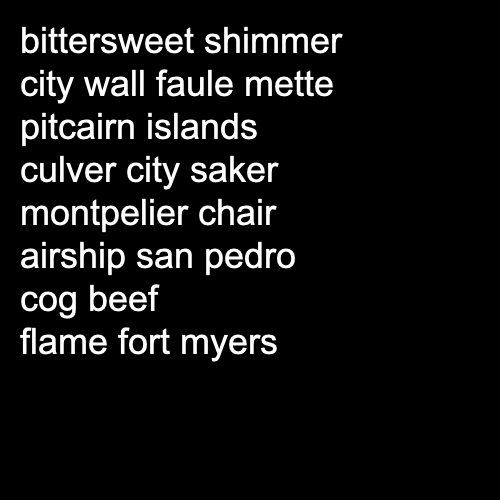 bittersweet shimmer
city wall faule mette
pitcairn islands
culver city saker
montpelier chair
airship san pedro
cog beef
flame fort myers